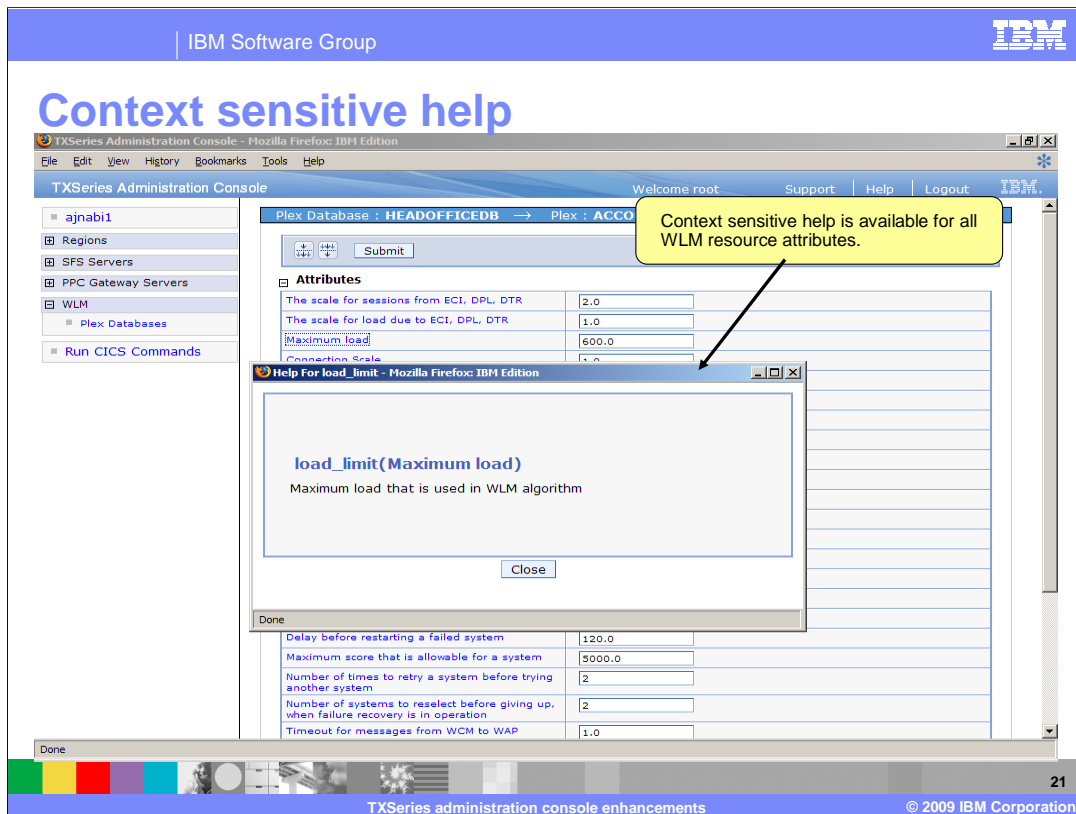 IBM Software Group
IBM
Context sensitive help
TXSeries Administration Console - Mozilla Firefox: IBM Edition
File Edit View History Bookmarks Tools Help
TXSeries Administration Console
Welcome root Support Help Logout IBM.
ajnabi1
Regions
SFS Servers
PPC Gateway Servers
WLM
Plex Databases
Run CICS Commands
Plex Database : HEADOFFICEDB → Plex : ACCO
Context sensitive help is available for all
WLM resource attributes.
Submit
Attributes
The scale for sessions from ECI, DPL, DTR 2.0
The scale for load due to ECI, DPL, DTR 1.0
Maximum load 600.0
Connection Scale 1.0
Help For load_limit - Mozilla Firefox: IBM Edition
load_limit(Maximum load)
Maximum load that is used in WLM algorithm
Close
Done
Delay before restarting a failed system 120.0
Maximum score that is allowable for a system 5000.0
Number of times to retry a system before trying
another system 2
Number of systems to reselect before giving up,
when failure recovery is in operation 2
Timeout for messages from WCM to WAP 1.0
Done
21
TXSeries administration console enhancements
© 2009 IBM Corporation